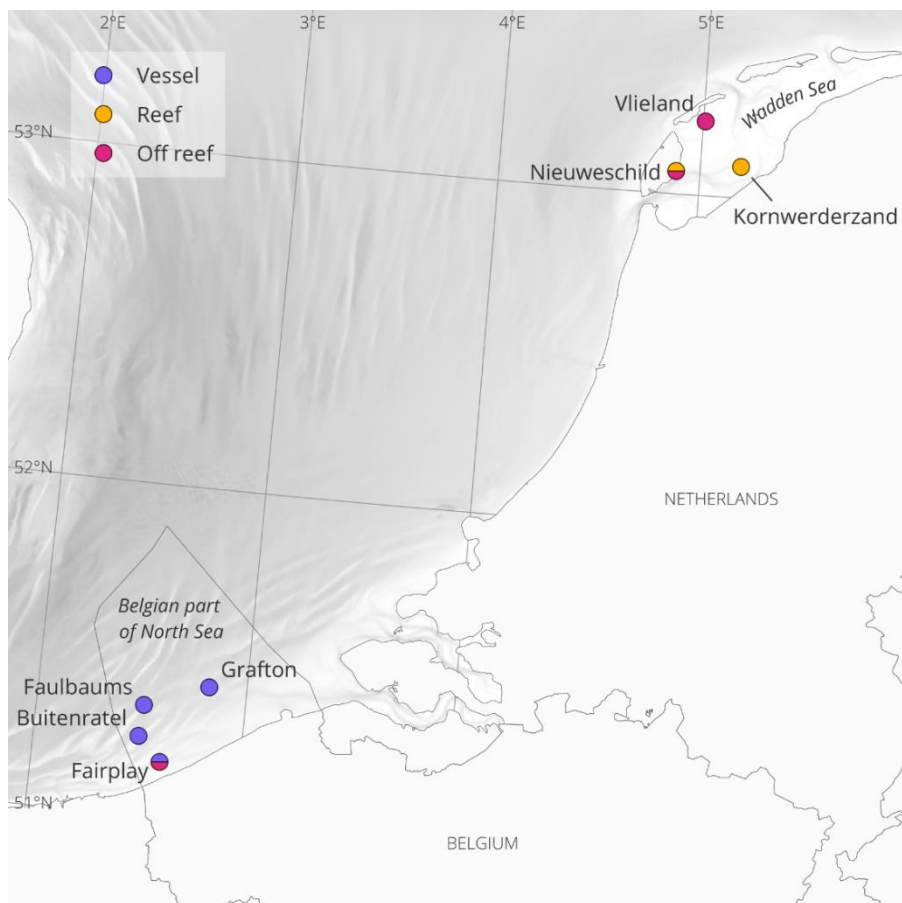 2°E
3°E
4°E
5°E
Vessel
Reef
Off reef
53°N
Vlieland
Wadden Sea
Nieuweschild
Kornwerderzand
52°N
NETHERLANDS
Belgian part
of North Sea
Grafton
Faulbaums
Buitenratel
Fairplay
51°N
BELGIUM